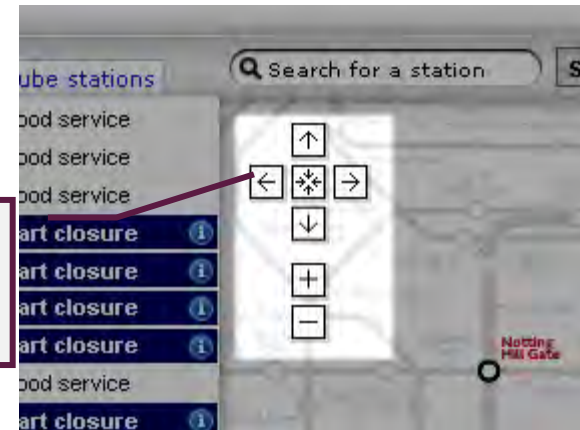 ube stations
Search for a station
S
ood service
ood service
ood service
art closure
art closure
art closure
art closure
ood service
art closure
Notting
Hill Gate